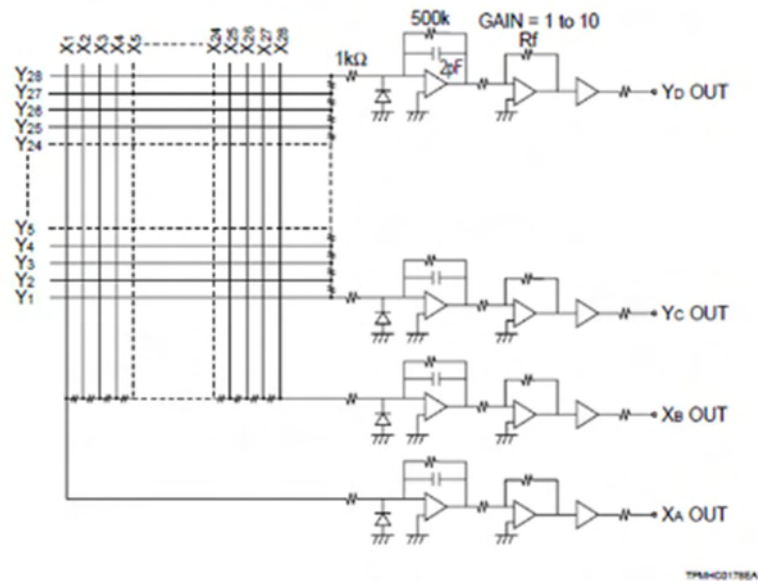 500k
GAIN = 1 to 10
Rf
X1 X2 X3 X4 X5 X24 X25 X26 X27 X28
1kΩ
2pF
Y28
Y27
Y26
Y25
Y24
Y5
Y4
Y3
Y2
Y1
YD OUT
YC OUT
XB OUT
XA OUT
TPMHC0178EA